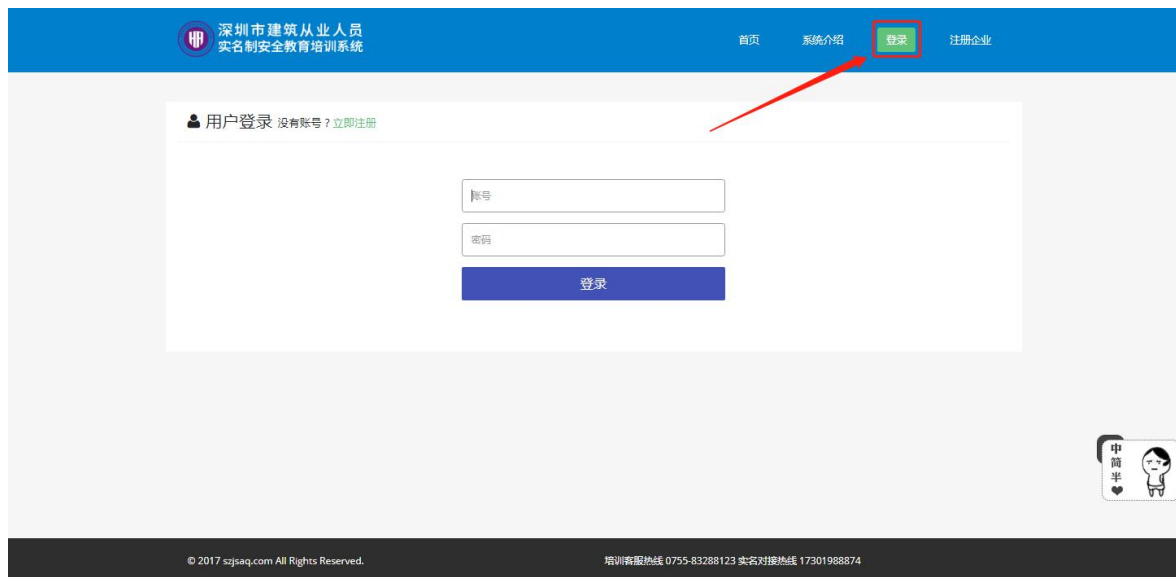 深圳市建筑从业人员
实名制安全教育培训系统
首页 系统介绍 登录 注册企业
用户登录 没有账号？立即注册
账号
密码
登录
中
简
半
© 2017 szjsaq.com All Rights Reserved. 培训客服热线 0755-83288123 实名对接热线 17301988874